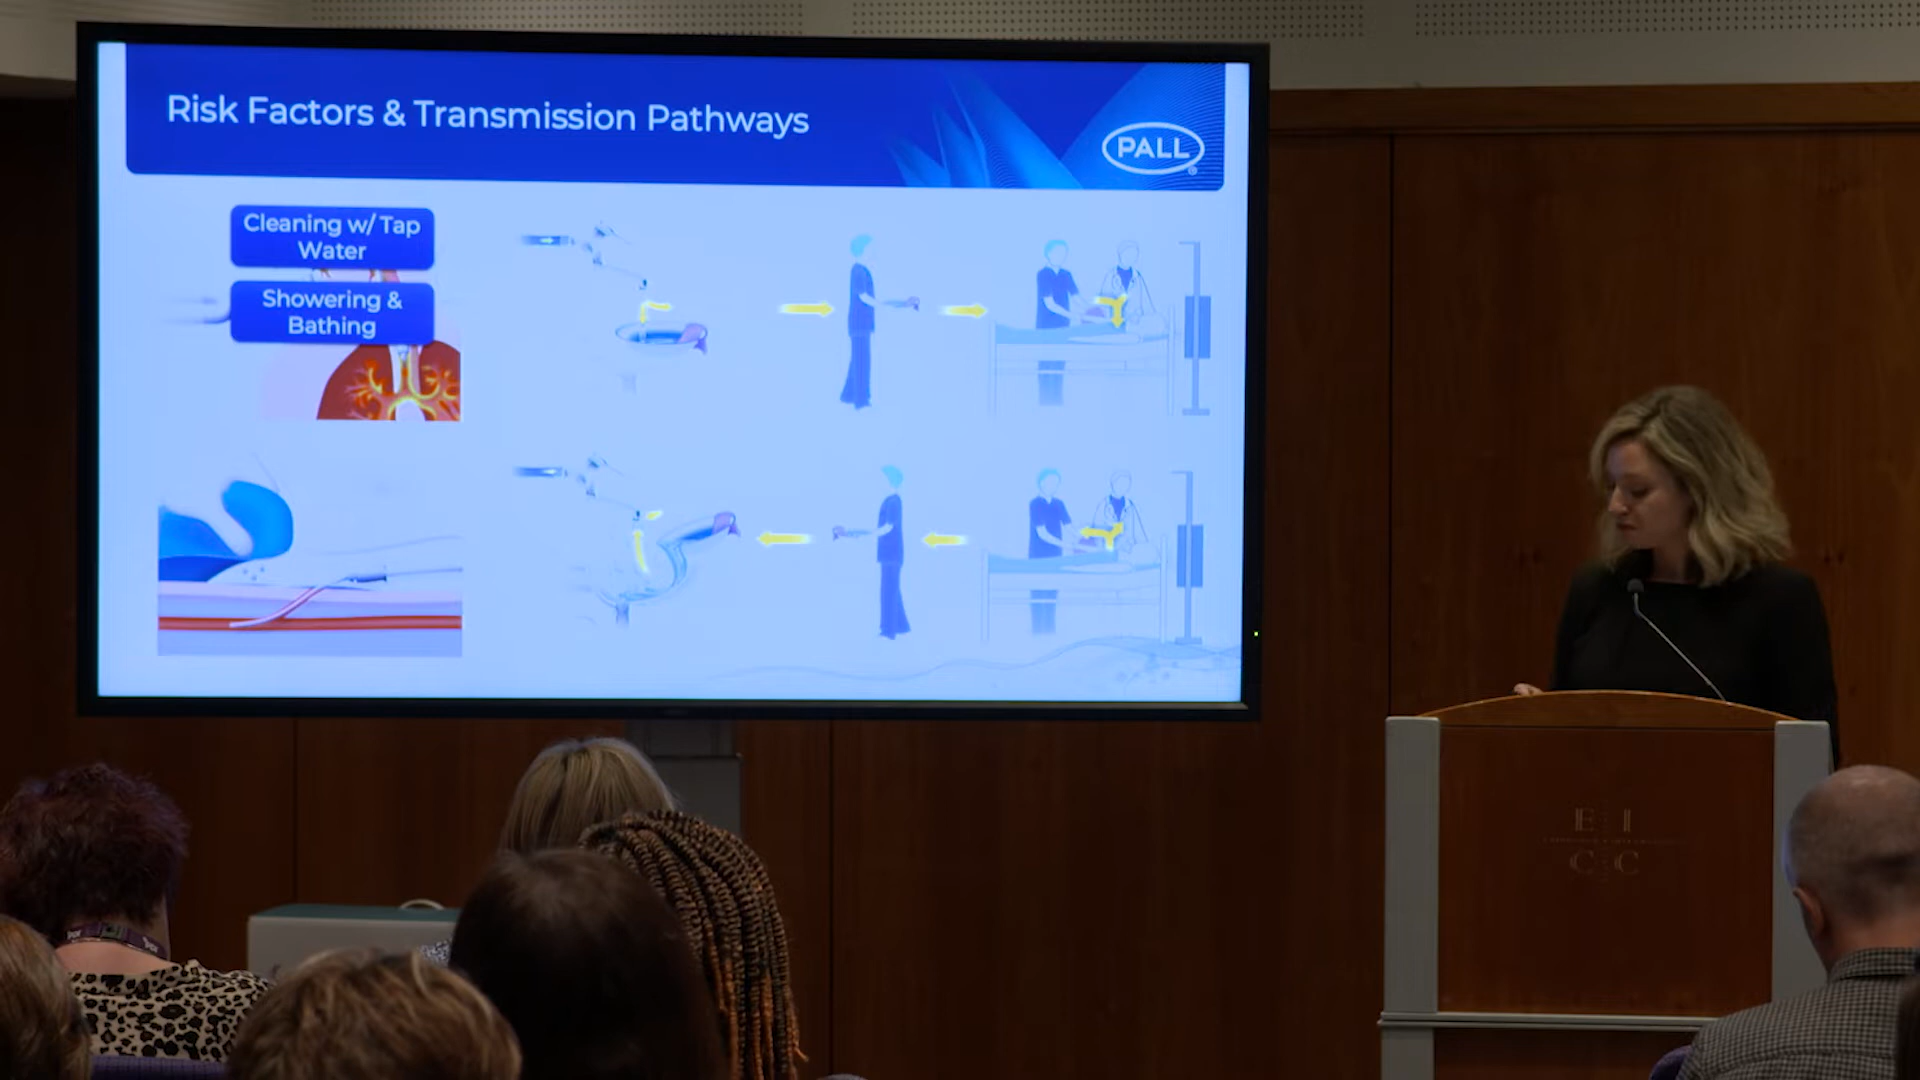 Risk Factors & Transmission Pathways
PALL
Cleaning w/ Tap
Water
Showering &
Bathing
E I
C C